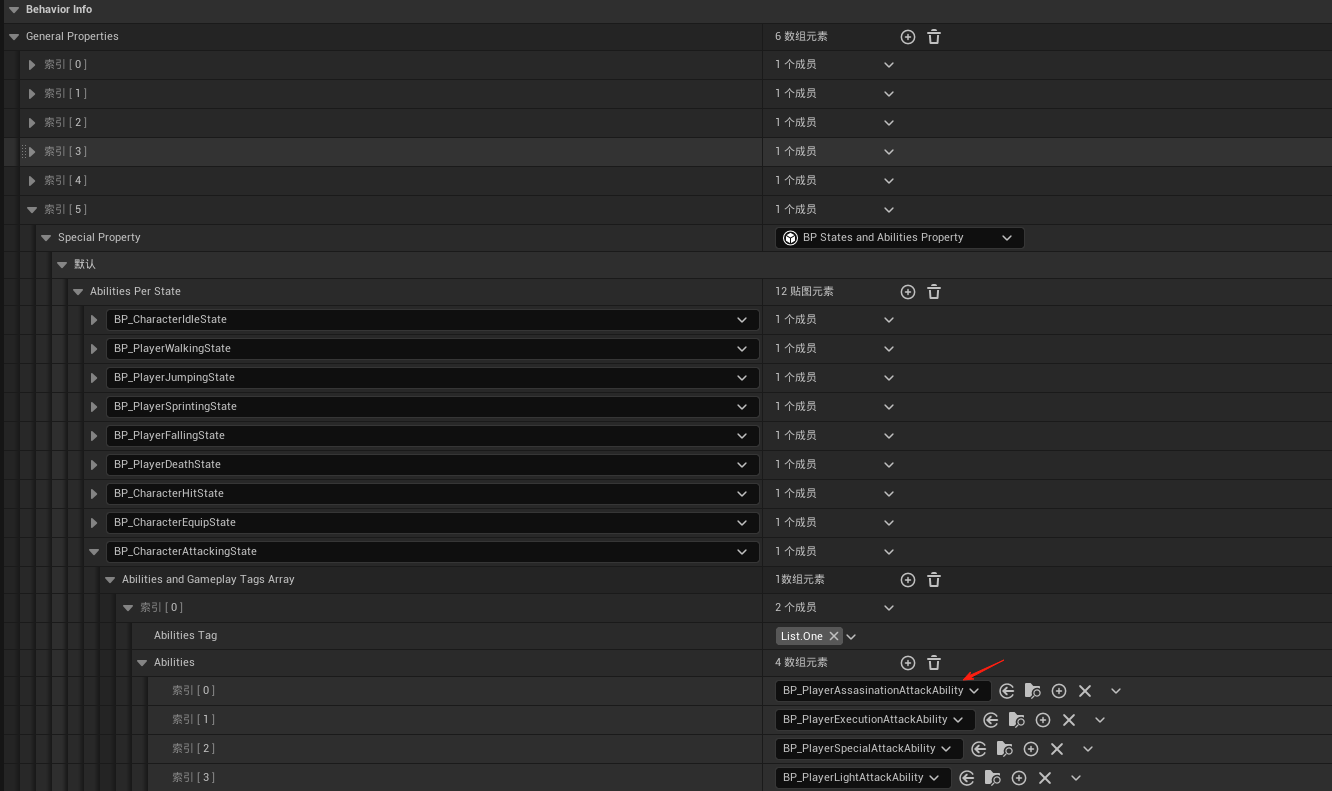 Behavior Info
General Properties 6 数组元素
索引 [ 0 ] 1 个成员
索引 [ 1 ] 1 个成员
索引 [ 2 ] 1 个成员
索引 [ 3 ] 1 个成员
索引 [ 4 ] 1 个成员
索引 [ 5 ] 1 个成员
Special Property BP States and Abilities Property
默认
Abilities Per State 12 贴图元素
BP_CharacterIdleState 1 个成员
BP_PlayerWalkingState 1 个成员
BP_PlayerJumpingState 1 个成员
BP_PlayerSprintingState 1 个成员
BP_PlayerFallingState 1 个成员
BP_PlayerDeathState 1 个成员
BP_CharacterHitState 1 个成员
BP_CharacterEquipState 1 个成员
BP_CharacterAttackingState 1 个成员
Abilities and Gameplay Tags Array 1数组元素
索引 [ 0 ] 2 个成员
Abilities Tag List.One
Abilities 4 数组元素
索引 [ 0 ] BP_PlayerAssasinationAttackAbility
索引 [ 1 ] BP_PlayerExecutionAttackAbility
索引 [ 2 ] BP_PlayerSpecialAttackAbility
索引 [ 3 ] BP_PlayerLightAttackAbility